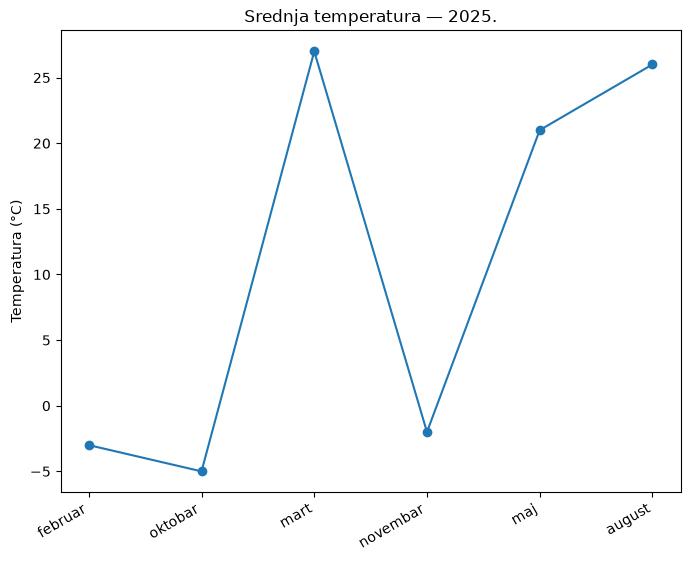 Srednja temperatura — 2025.
Temperatura (°C)
25
20
15
10
5
0
−5
februar
oktobar
mart
novembar
maj
august